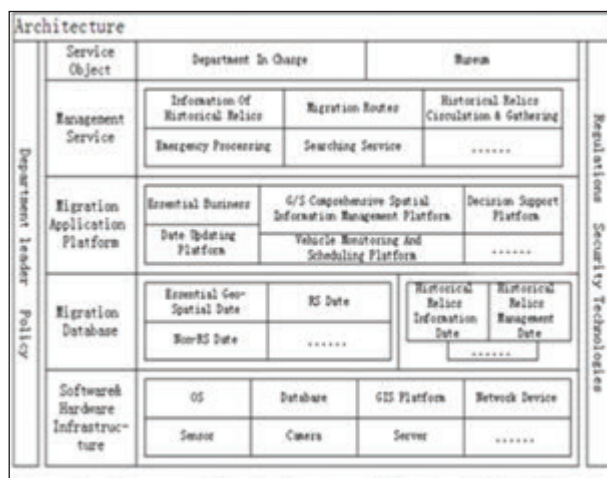 Architecture
Department leader Policy
Service
Object
Department In Charge
Museum
Management
Service
Information Of
Historical Relics
Migration Routes
Historical Relics
Circulation & Gathering
Emergency Processing
Searching Service
......
Migration
Application
Platform
Essential Business
G/S Comprehensive Spatial
Information Management Platform
Decision Support
Platform
Date Updating
Platform
Vehicle Monitoring And
Scheduling Platform
......
Migration
Database
Essential Geo-
Spatial Date
RS Date
Non-RS Date
......
Historical
Relics
Information
Date
Historical
Relics
Management
Date
......
Software&
Hardware
Infrastruc-
ture
OS
Database
GIS Platform
Network Device
Sensor
Camera
Server
......
Regulations Security Technologies